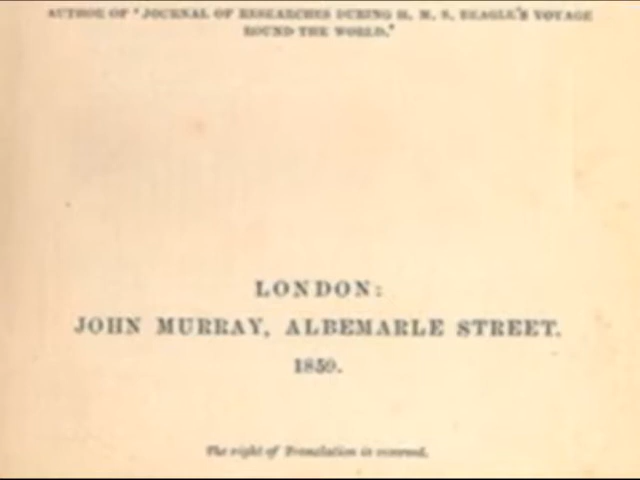 AUTHOR OF 'JOURNAL OF RESEARCHES DURING H. M. S. BEAGLE'S VOYAGE
ROUND THE WORLD.'
LONDON:
JOHN MURRAY, ALBEMARLE STREET.
1859.
The right of Translation is reserved.